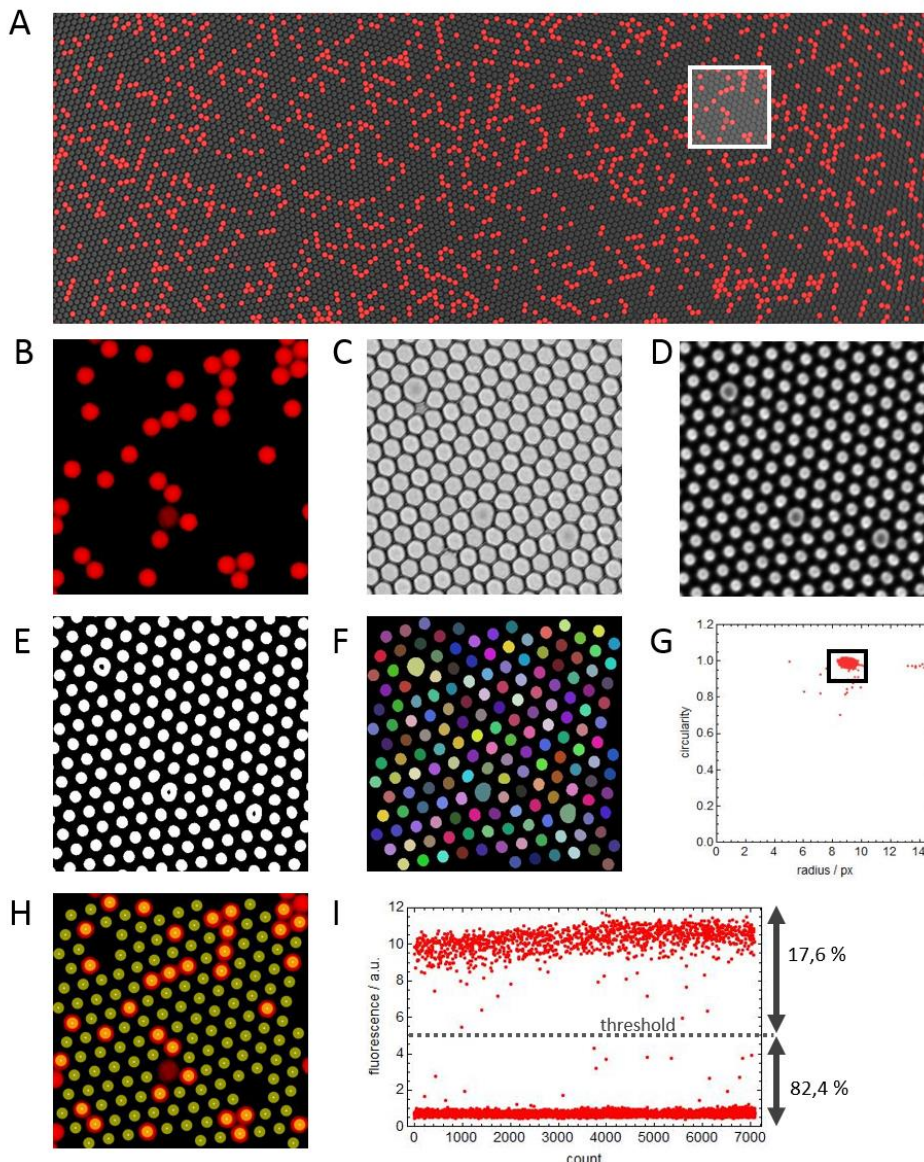 A
B
C
D
E
F
G
1.2
1.0
0.8
0.6
0.4
0.2
0.0
circularity
0 2 4 6 8 10 12 14
radius / px
H
I
12
10
8
6
4
2
0
fluorescence / a.u.
threshold
17,6 %
82,4 %
0 1000 2000 3000 4000 5000 6000 7000
count